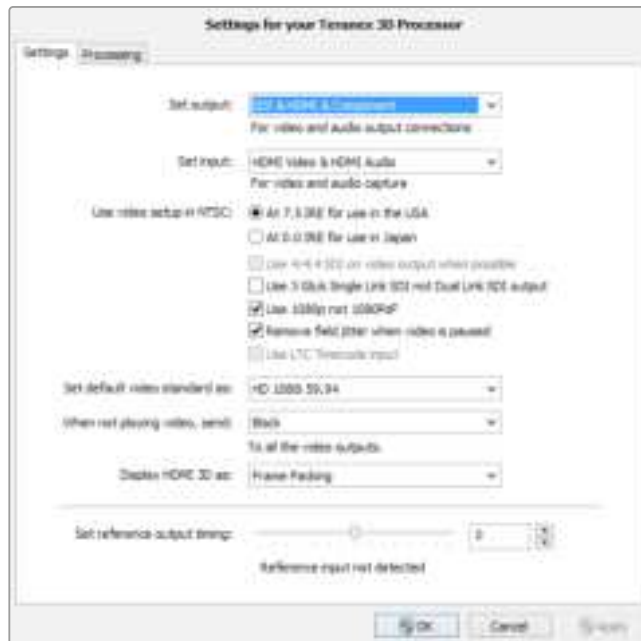 Settings for your Teranex 3D Processor
Settings Processing
Set output: SDI & HDMI & Component
For video and audio output connections
Set input: HDMI Video & HDMI Audio
For video and audio capture
Use video setup in NTSC: At 7.5 IRE for use in the USA
At 0.0 IRE for use in Japan
Use 4:4:4 SDI on video output when possible
Use 3 Gb/s Single Link SDI not Dual Link SDI output
Use 1080p not 1080PsF
Remove field jitter when video is paused
Use LTC Timecode input
Set default video standard as: HD 1080i 59.94
When not playing video, send: Black
To all the video outputs.
Display HDMI 3D as: Frame Packing
Set reference output timing: 0
Reference input not detected
OK Cancel Apply